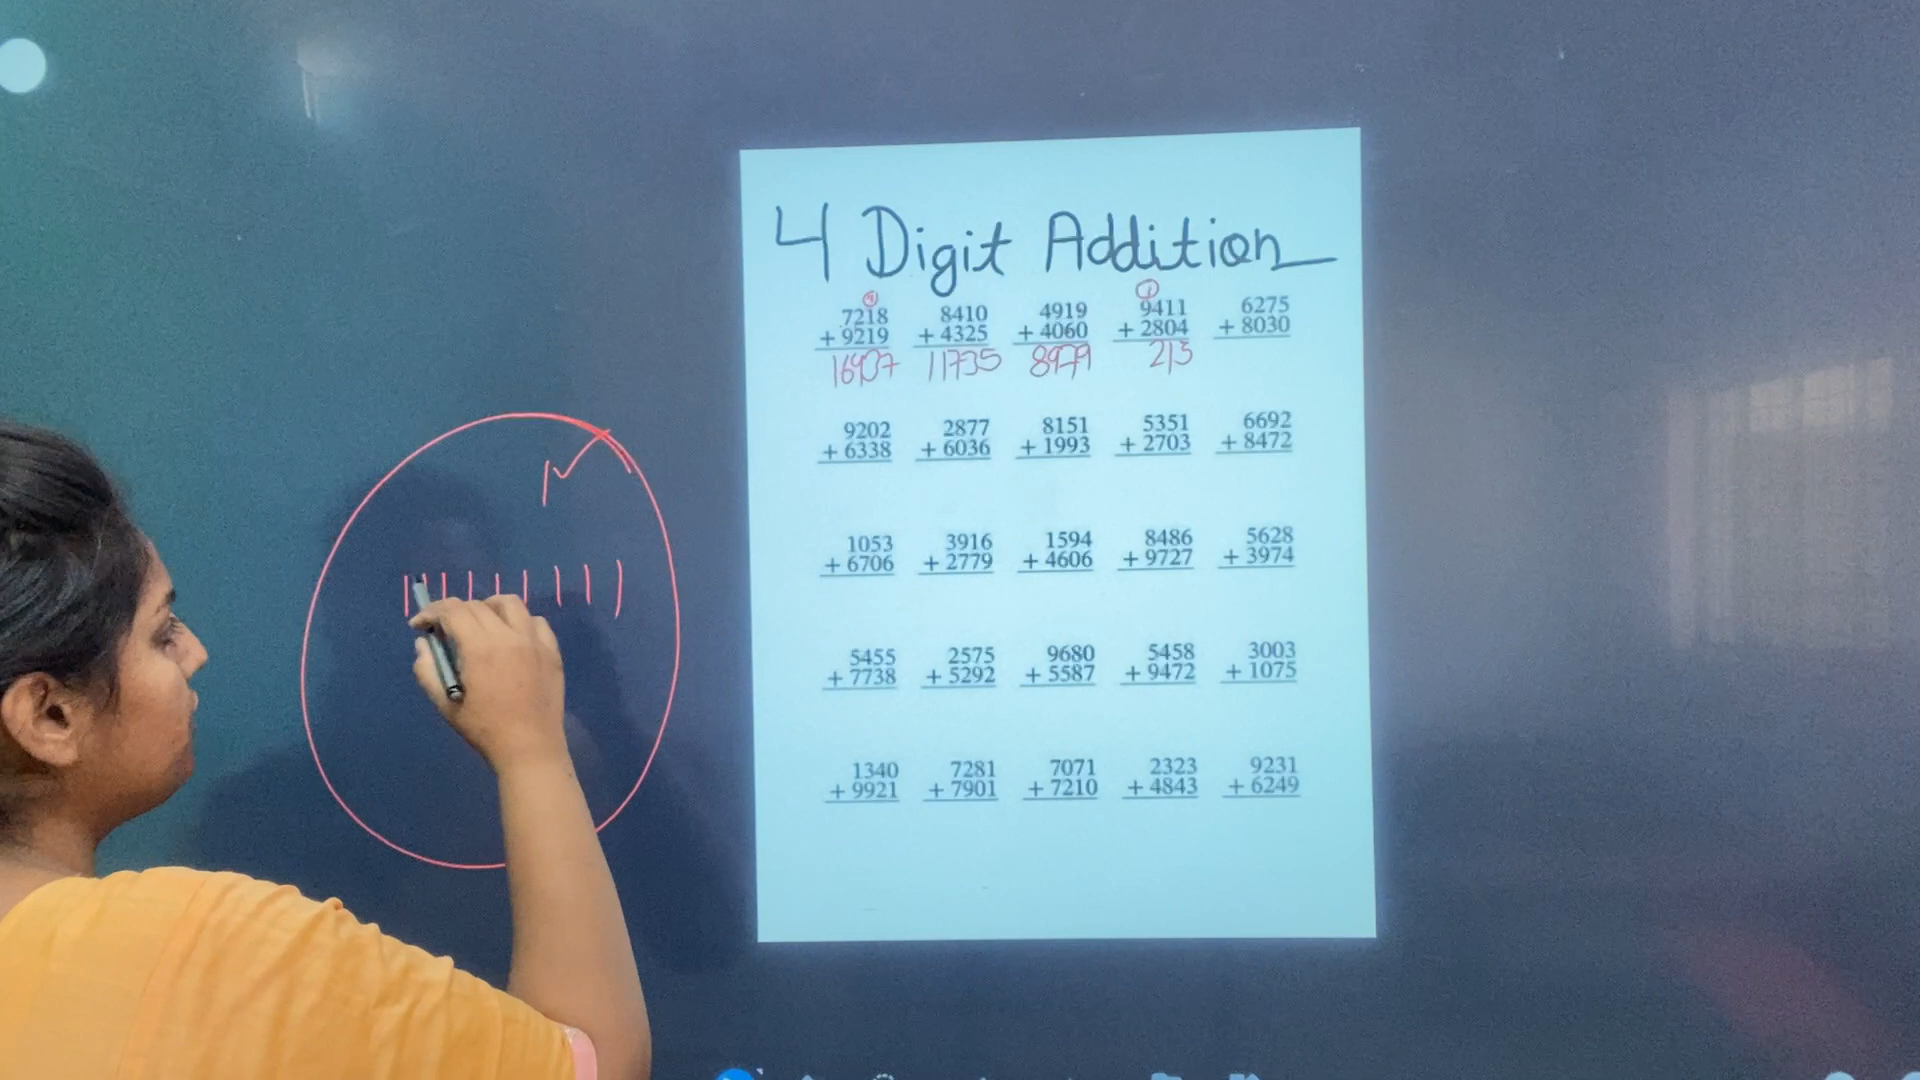 4 Digit Addition
1
7218 8410 4919 9411 6275
+ 9219 + 4325 + 4060 + 2804 + 8030
11735 8979 215
9202 2877 8151 5351 6692
+ 6338 + 6036 + 1993 + 2703 + 8472
1053 3916 1594 8486 5628
+ 6706 + 2779 + 4606 + 9727 + 3974
5455 2575 9680 5458 3003
+ 7738 + 5292 + 5587 + 9472 + 1075
1340 7281 7071 2323 9231
+ 9921 + 7901 + 7210 + 4843 + 6249